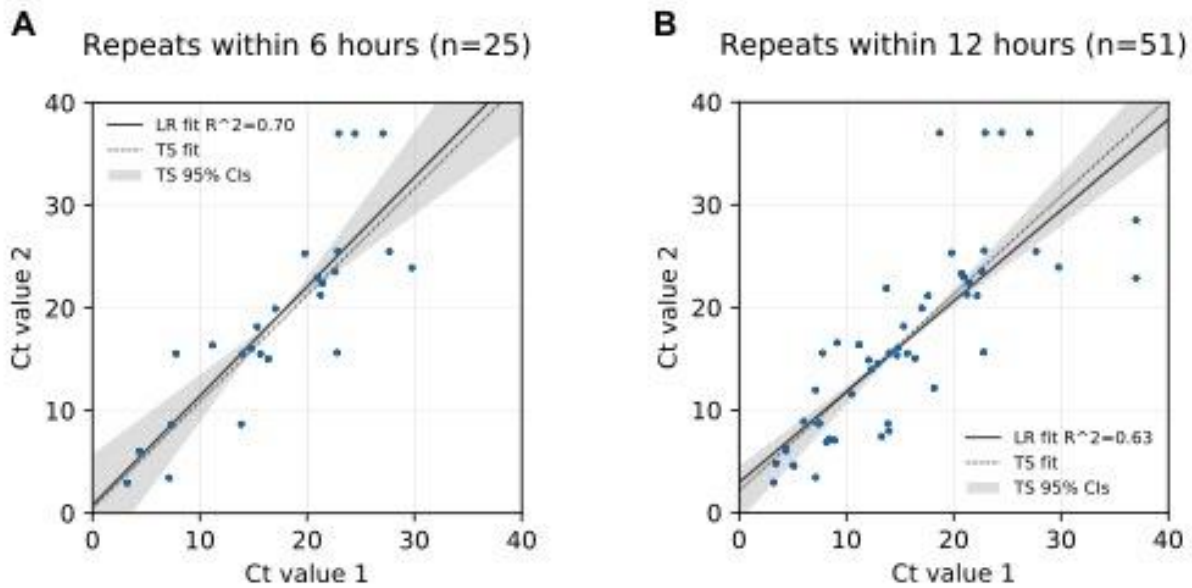 A
Repeats within 6 hours (n=25)
40
30
20
10
0
Ct value 2
LR fit R^2=0.70
TS fit
TS 95% CIs
0 10 20 30 40
Ct value 1
B
Repeats within 12 hours (n=51)
40
30
20
10
0
Ct value 2
LR fit R^2=0.63
TS fit
TS 95% CIs
0 10 20 30 40
Ct value 1